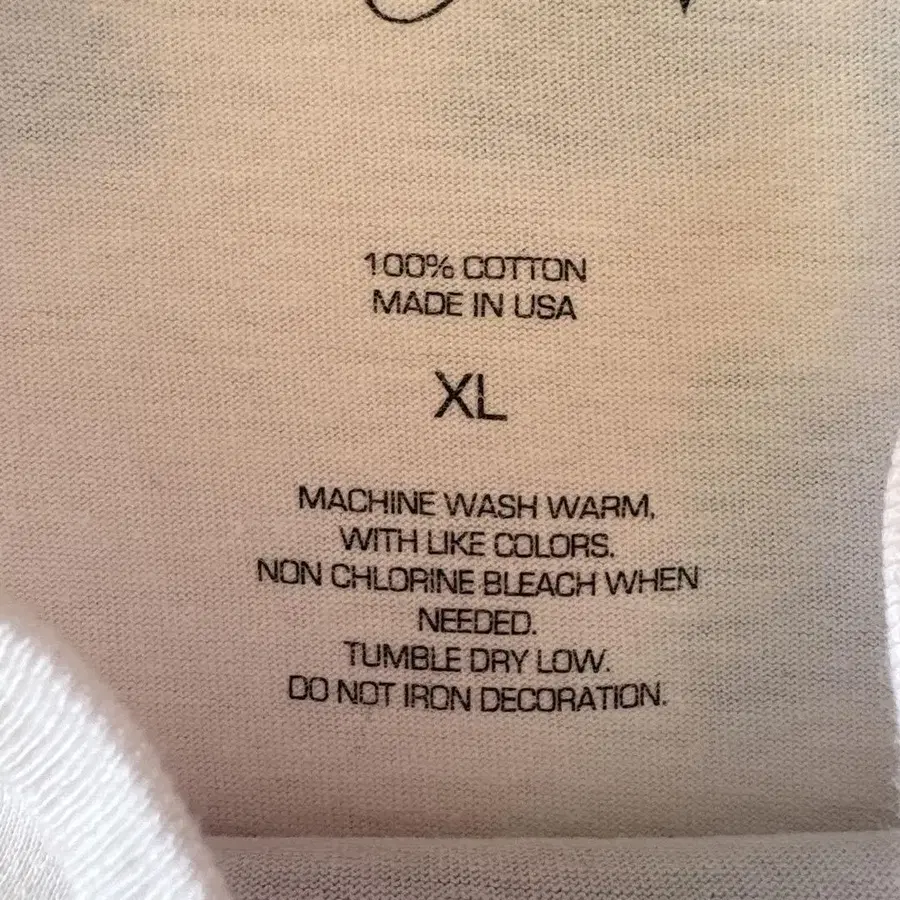 100% COTTON
MADE IN USA
XL
MACHINE WASH WARM,
WITH LIKE COLORS.
NON CHLORINE BLEACH WHEN
NEEDED.
TUMBLE DRY LOW.
DO NOT IRON DECORATION.